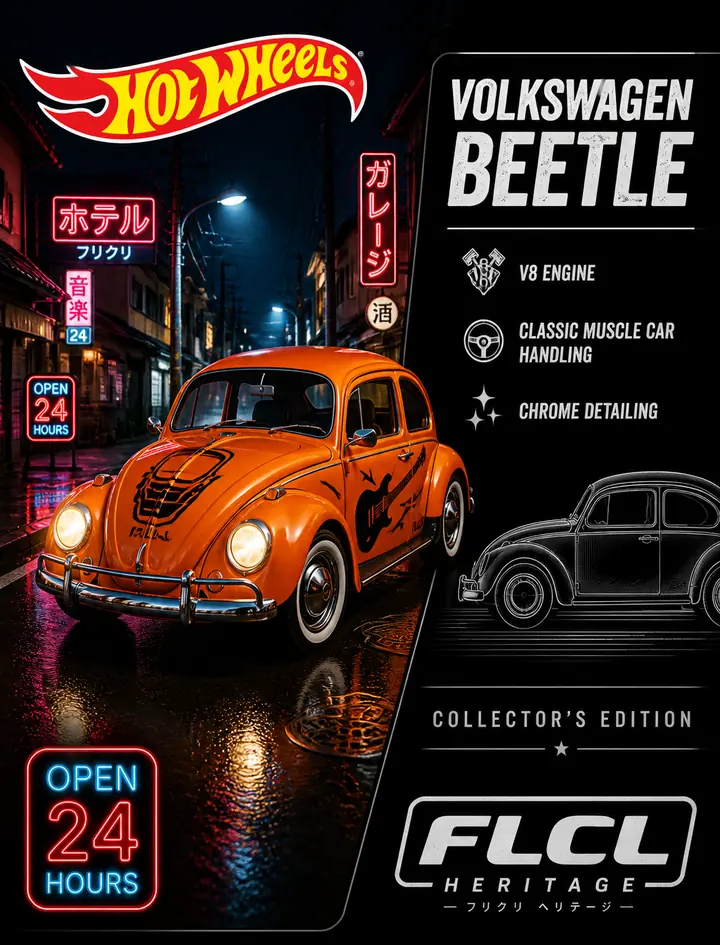 HOT WHEELS
®
ホテル
フリクリ
音楽
24
OPEN
24
HOURS
ガレージ
酒
VOLKSWAGEN
BEETLE
V8 ENGINE
CLASSIC MUSCLE CAR
HANDLING
CHROME DETAILING
COLLECTOR'S EDITION
OPEN
24
HOURS
FLCL
HERITAGE
— フリクリ ヘリテージ —